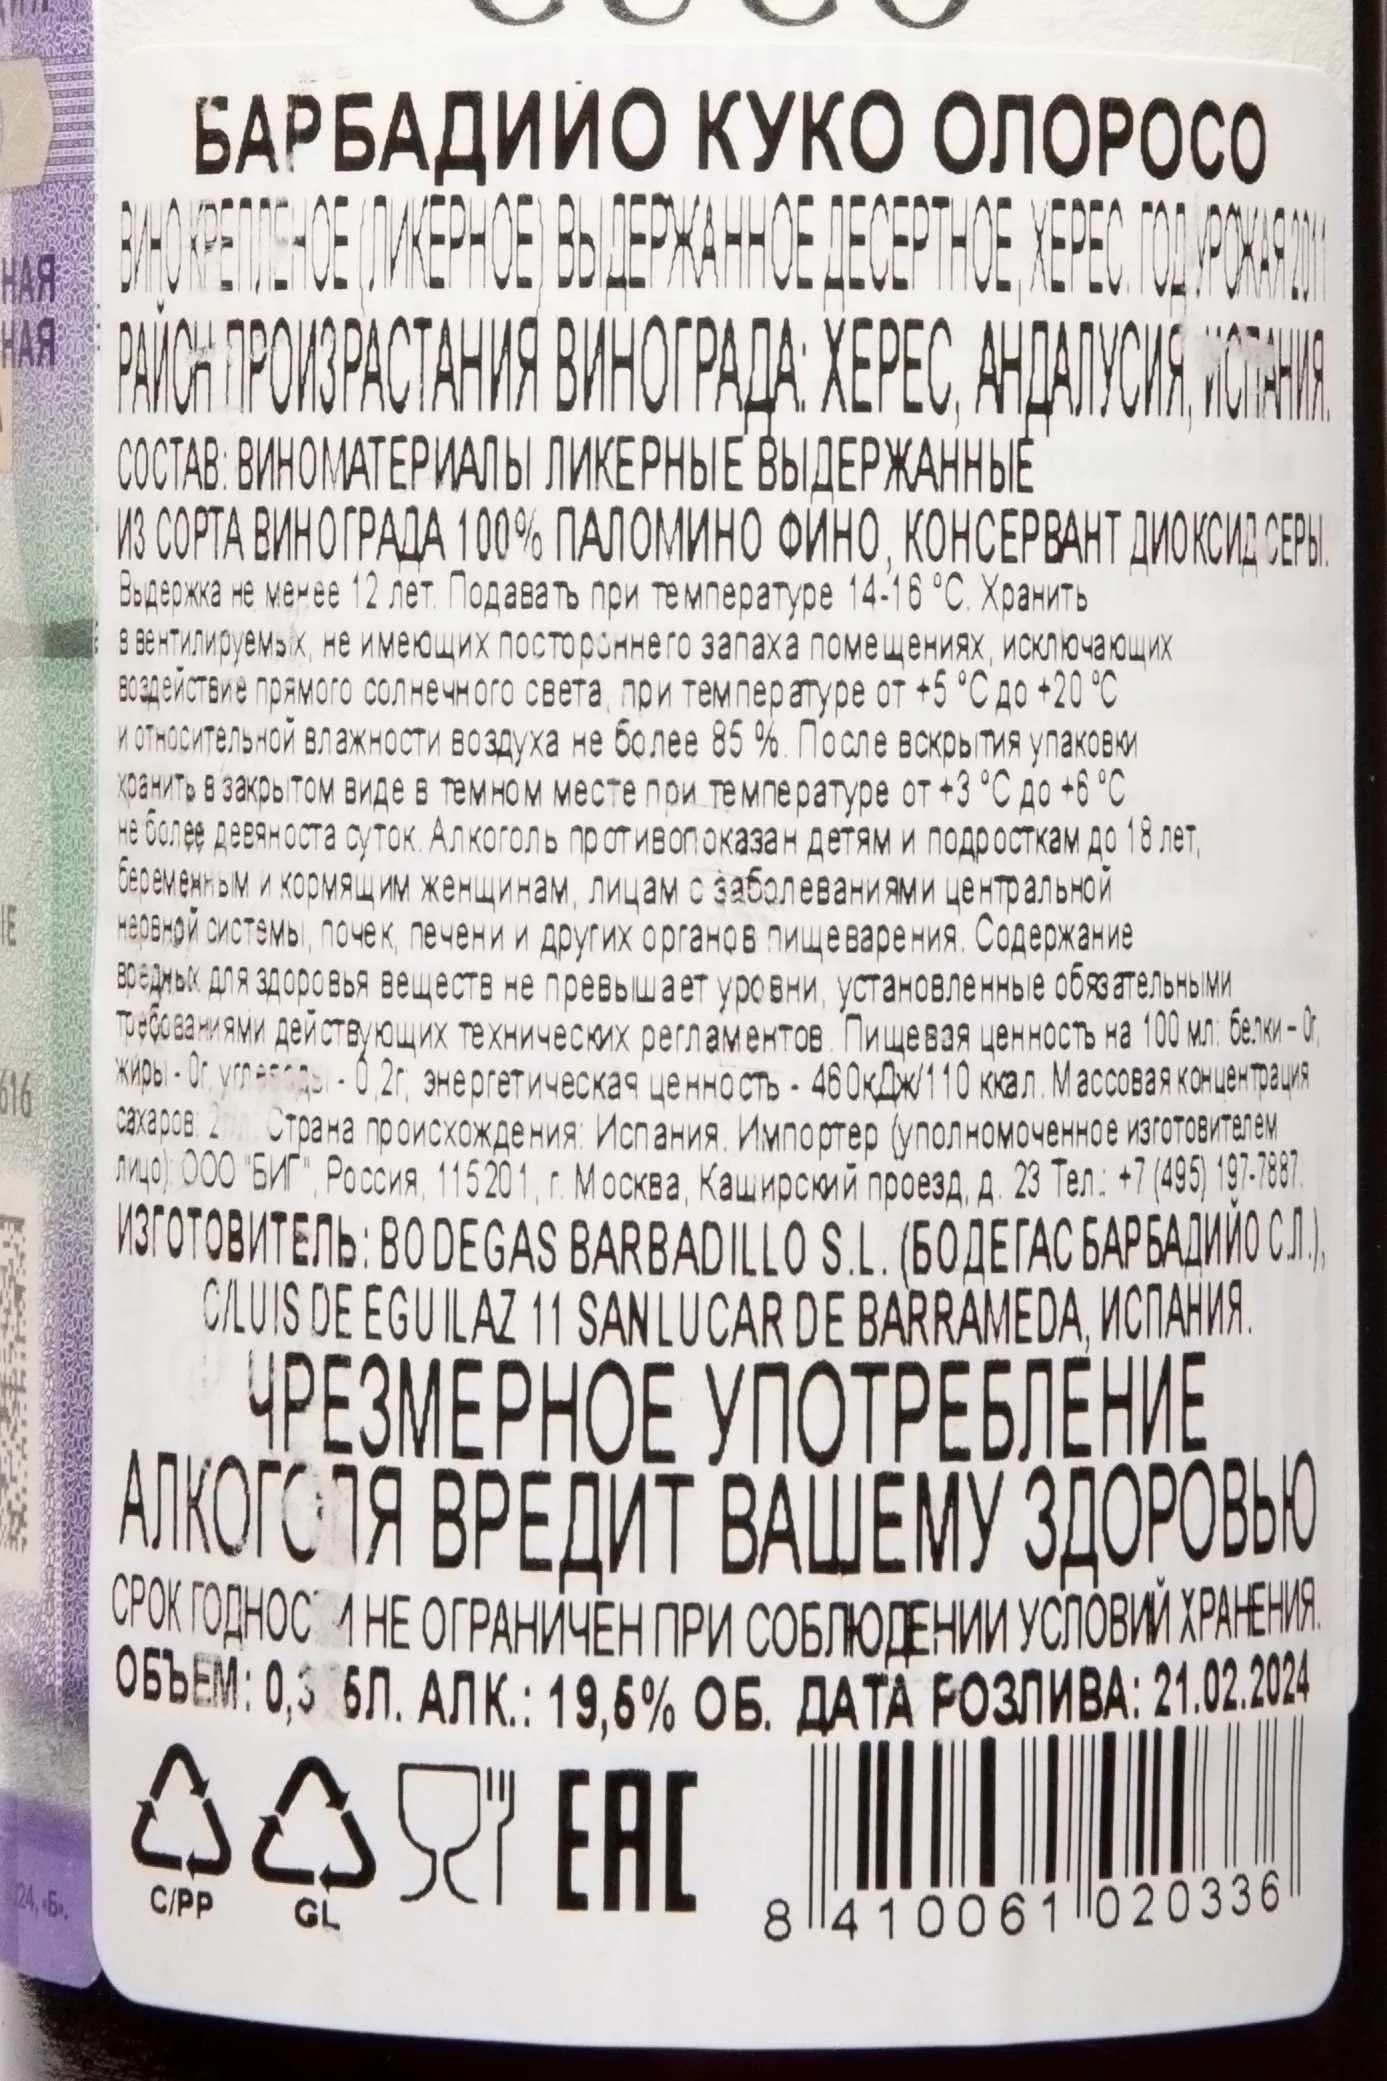 БАРБАДИЙО КУКО ОЛОРОСО
ВИНО КРЕПЛЕНОЕ (ЛИКЕРНОЕ) ВЫДЕРЖАННОЕ ДЕСЕРТНОЕ, ХЕРЕС. ГОД УРОЖАЯ 2011
РАЙОН ПРОИЗРАСТАНИЯ ВИНОГРАДА: ХЕРЕС, АНДАЛУСИЯ, ИСПАНИЯ.
СОСТАВ: ВИНОМАТЕРИАЛЫ ЛИКЕРНЫЕ ВЫДЕРЖАННЫЕ
ИЗ СОРТА ВИНОГРАДА 100% ПАЛОМИНО ФИНО, КОНСЕРВАНТ ДИОКСИД СЕРЫ.
Выдержка не менее 12 лет. Подавать при температуре 14-16 °С. Хранить
в вентилируемых, не имеющих постороннего запаха помещениях, исключающих
воздействие прямого солнечного света, при температуре от +5 °С до +20 °С
и относительной влажности воздуха не более 85 %. После вскрытия упаковки
хранить в закрытом виде в темном месте при температуре от +3 °С до +6 °С
не более девяноста суток. Алкоголь противопоказан детям и подросткам до 18 лет,
беременным и кормящим женщинам, лицам с заболеваниями центральной
нервной системы, почек, печени и других органов пищеварения. Содержание
вредных для здоровья веществ не превышает уровни, установленные обязательными
требованиями действующих технических регламентов. Пищевая ценность на 100 мл: белки – 0г,
жиры - 0г, углеводы - 0,2г, энергетическая ценность - 460кДж/110 ккал. Массовая концентрация
сахаров: Страна происхождения: Испания. Импортер (уполномоченное изготовителем
лицо): ООО "БИГ", Россия, 115201, г. Москва, Каширский проезд, д. 23 Тел.: +7 (495) 197-7887.
ИЗГОТОВИТЕЛЬ: BODEGAS BARBADILLO S.L. (БОДЕГАС БАРБАДИЙО С.Л.),
C/LUIS DE EGUILAZ 11 SANLUCAR DE BARRAMEDA, ИСПАНИЯ.
ЧРЕЗМЕРНОЕ УПОТРЕБЛЕНИЕ
АЛКОГОЛЯ ВРЕДИТ ВАШЕМУ ЗДОРОВЬЮ
СРОК ГОДНОСТИ НЕ ОГРАНИЧЕН ПРИ СОБЛЮДЕНИИ УСЛОВИЙ ХРАНЕНИЯ.
ОБЪЕМ: АЛК.: 19,5% ОБ. ДАТА РОЗЛИВА: 21.02.2024
C/PP GL EAC
8 410061 020336
НАЯ
НАЯ
616